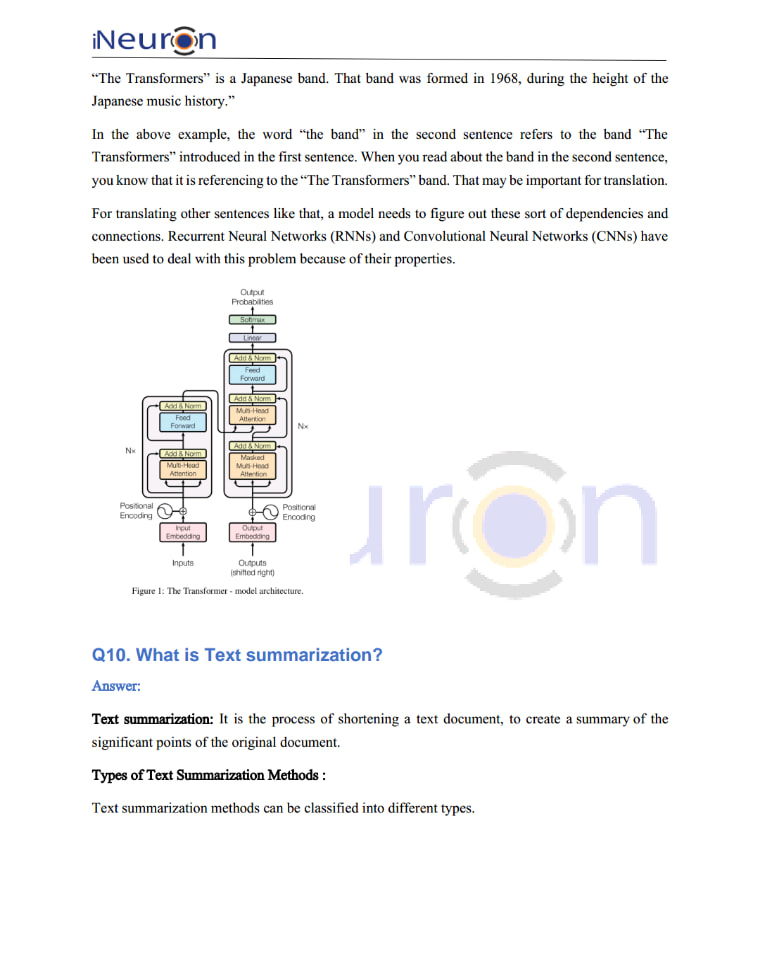 iNeuron
“The Transformers” is a Japanese band. That band was formed in 1968, during the height of the
Japanese music history.”
In the above example, the word “the band” in the second sentence refers to the band “The
Transformers” introduced in the first sentence. When you read about the band in the second sentence,
you know that it is referencing to the “The Transformers” band. That may be important for translation.
For translating other sentences like that, a model needs to figure out these sort of dependencies and
connections. Recurrent Neural Networks (RNNs) and Convolutional Neural Networks (CNNs) have
been used to deal with this problem because of their properties.
Output
Probabilities
Softmax
Linear
Add & Norm
Feed
Forward
Add & Norm
Multi-Head
Attention
Nx
Add & Norm
Masked
Multi-Head
Attention
Add & Norm
Feed
Forward
Nx
Add & Norm
Multi-Head
Attention
Positional
Encoding
Positional
Encoding
Input
Embedding
Output
Embedding
Inputs
Outputs
(shifted right)
Figure 1: The Transformer - model architecture.
uron
Q10. What is Text summarization?
Answer:
Text summarization: It is the process of shortening a text document, to create a summary of the
significant points of the original document.
Types of Text Summarization Methods :
Text summarization methods can be classified into different types.